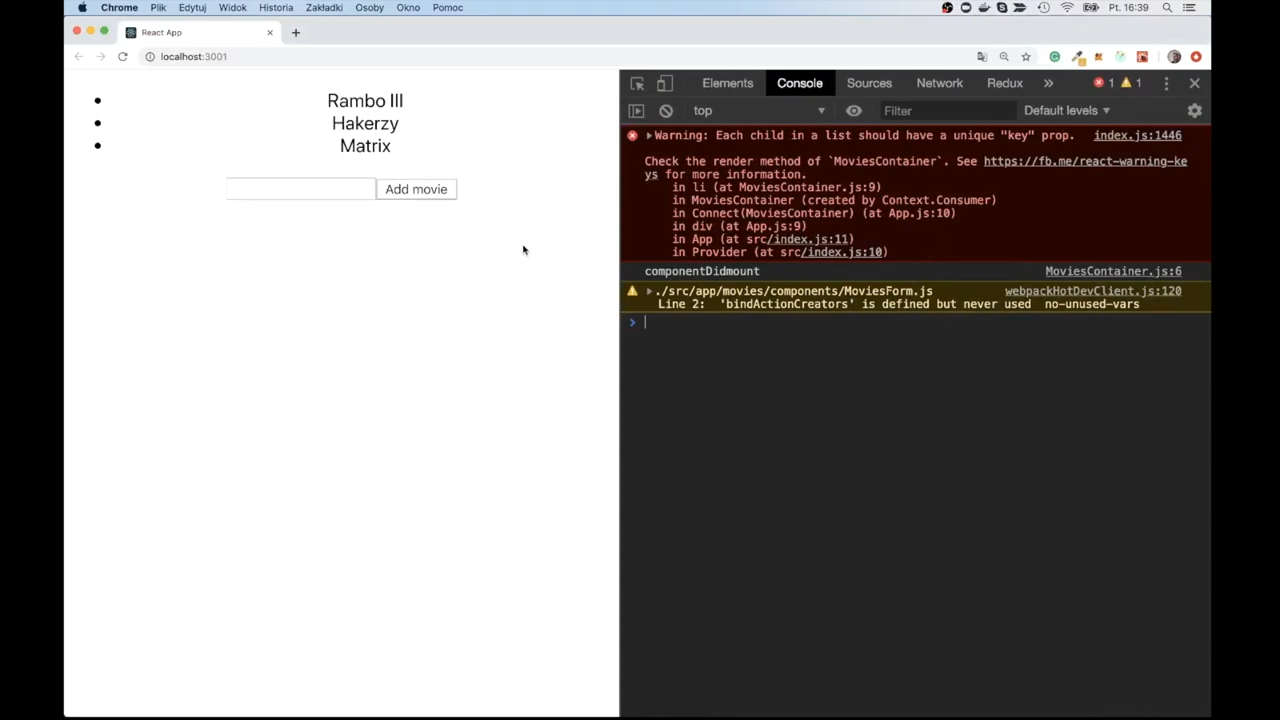 Chrome Plik Edytuj Widok Historia Zakładki Osoby Okno Pomoc Pt. 16:39
React App
localhost:3001
Rambo III
Hakerzy
Matrix
Add movie
Elements Console Sources Network Redux » 1 1
top Filter Default levels
Warning: Each child in a list should have a unique "key" prop. index.js:1446
Check the render method of `MoviesContainer`. See https://fb.me/react-warning-ke
ys for more information.
in li (at MoviesContainer.js:9)
in MoviesContainer (created by Context.Consumer)
in Connect(MoviesContainer) (at App.js:10)
in div (at App.js:9)
in App (at src/index.js:11)
in Provider (at src/index.js:10)
componentDidmount MoviesContainer.js:6
./src/app/movies/components/MoviesForm.js webpackHotDevClient.js:120
Line 2: 'bindActionCreators' is defined but never used no-unused-vars